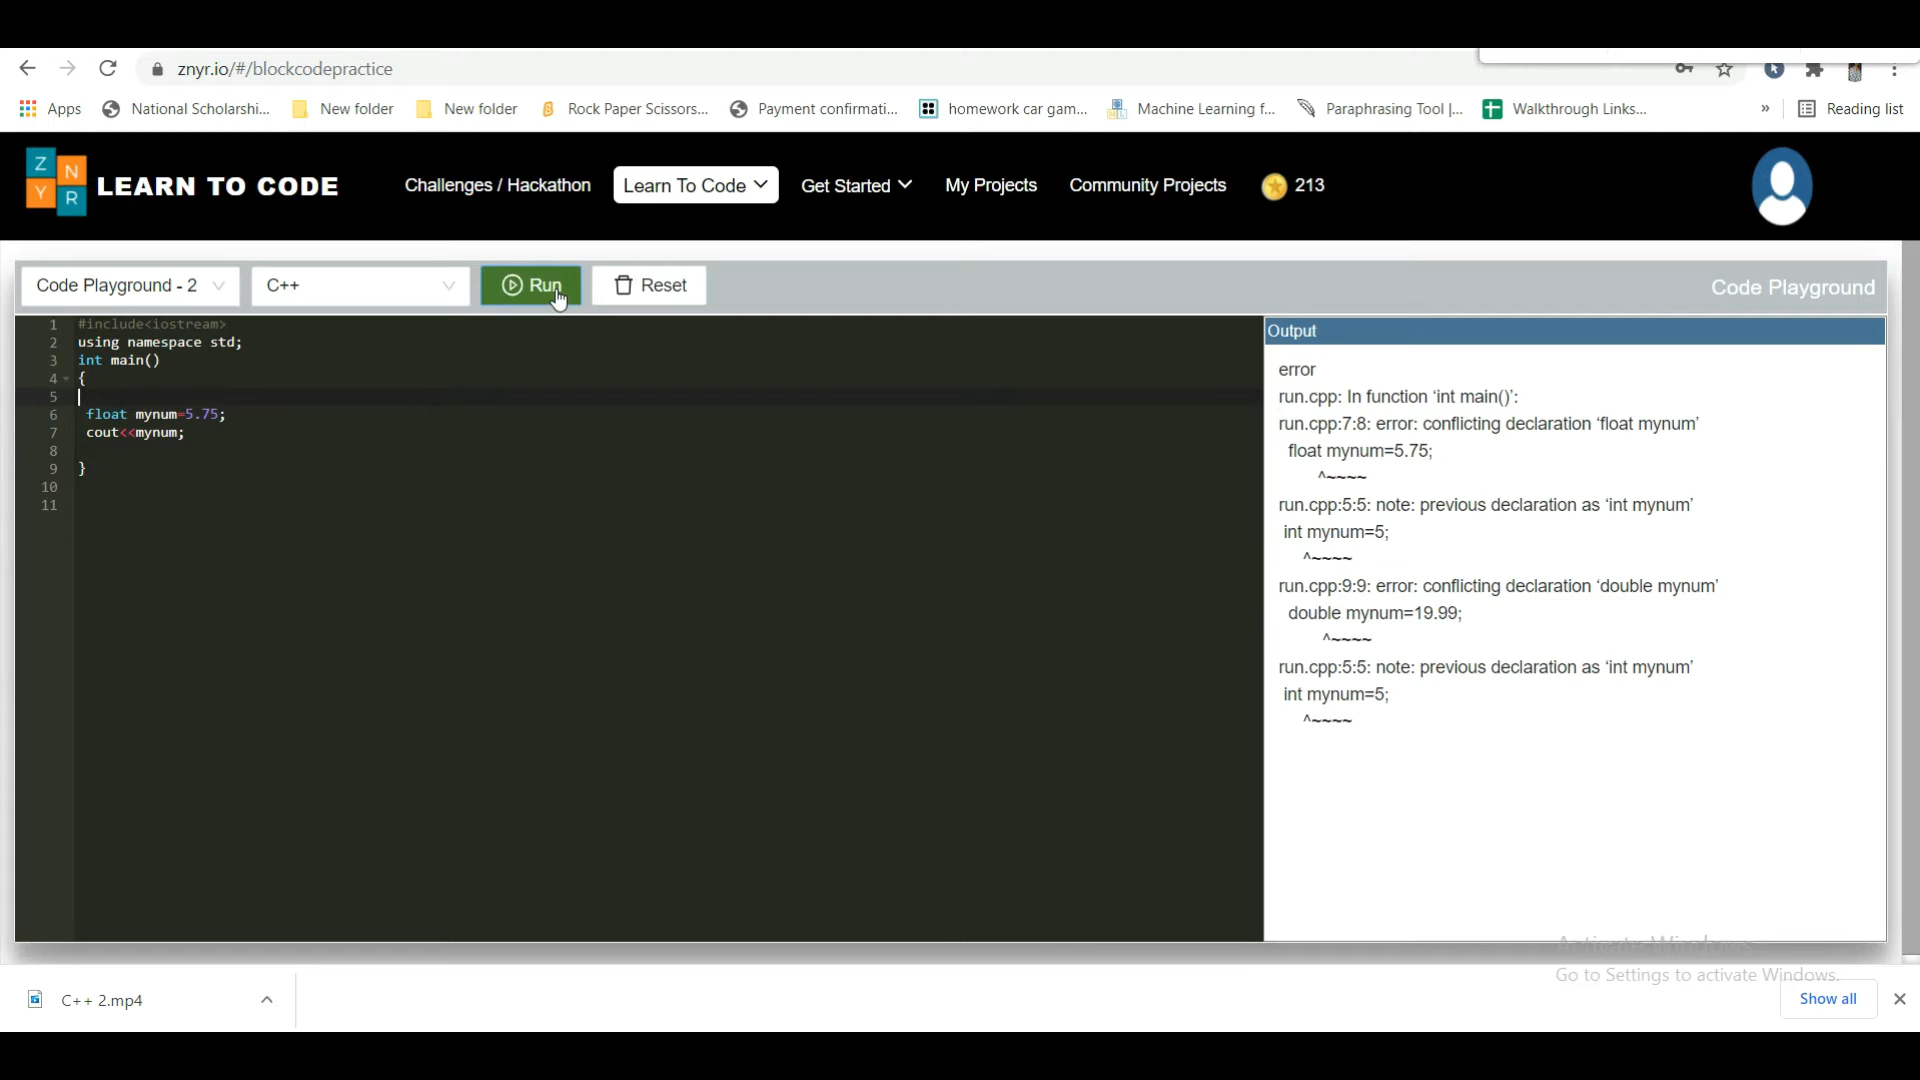 znyr.io/#/blockcodepractice
Apps National Scholarshi... New folder New folder Rock Paper Scissors... Payment confirmati... homework car gam... Machine Learning f... Paraphrasing Tool |... Walkthrough Links... » Reading list
Z N Y R LEARN TO CODE Challenges / Hackathon Learn To Code Get Started My Projects Community Projects 213
Code Playground - 2 C++ Run Reset Code Playground
1 #include<iostream>
2 using namespace std;
3 int main()
4 {
5
6 float mynum=5.75;
7 cout<<mynum;
8
9 }
10
11
Output
error
run.cpp: In function ‘int main()’:
run.cpp:7:8: error: conflicting declaration ‘float mynum’
float mynum=5.75;
^~~~~
run.cpp:5:5: note: previous declaration as ‘int mynum’
int mynum=5;
^~~~~
run.cpp:9:9: error: conflicting declaration ‘double mynum’
double mynum=19.99;
^~~~~
run.cpp:5:5: note: previous declaration as ‘int mynum’
int mynum=5;
^~~~~
Activate Windows
Go to Settings to activate Windows.
C++ 2.mp4 Show all